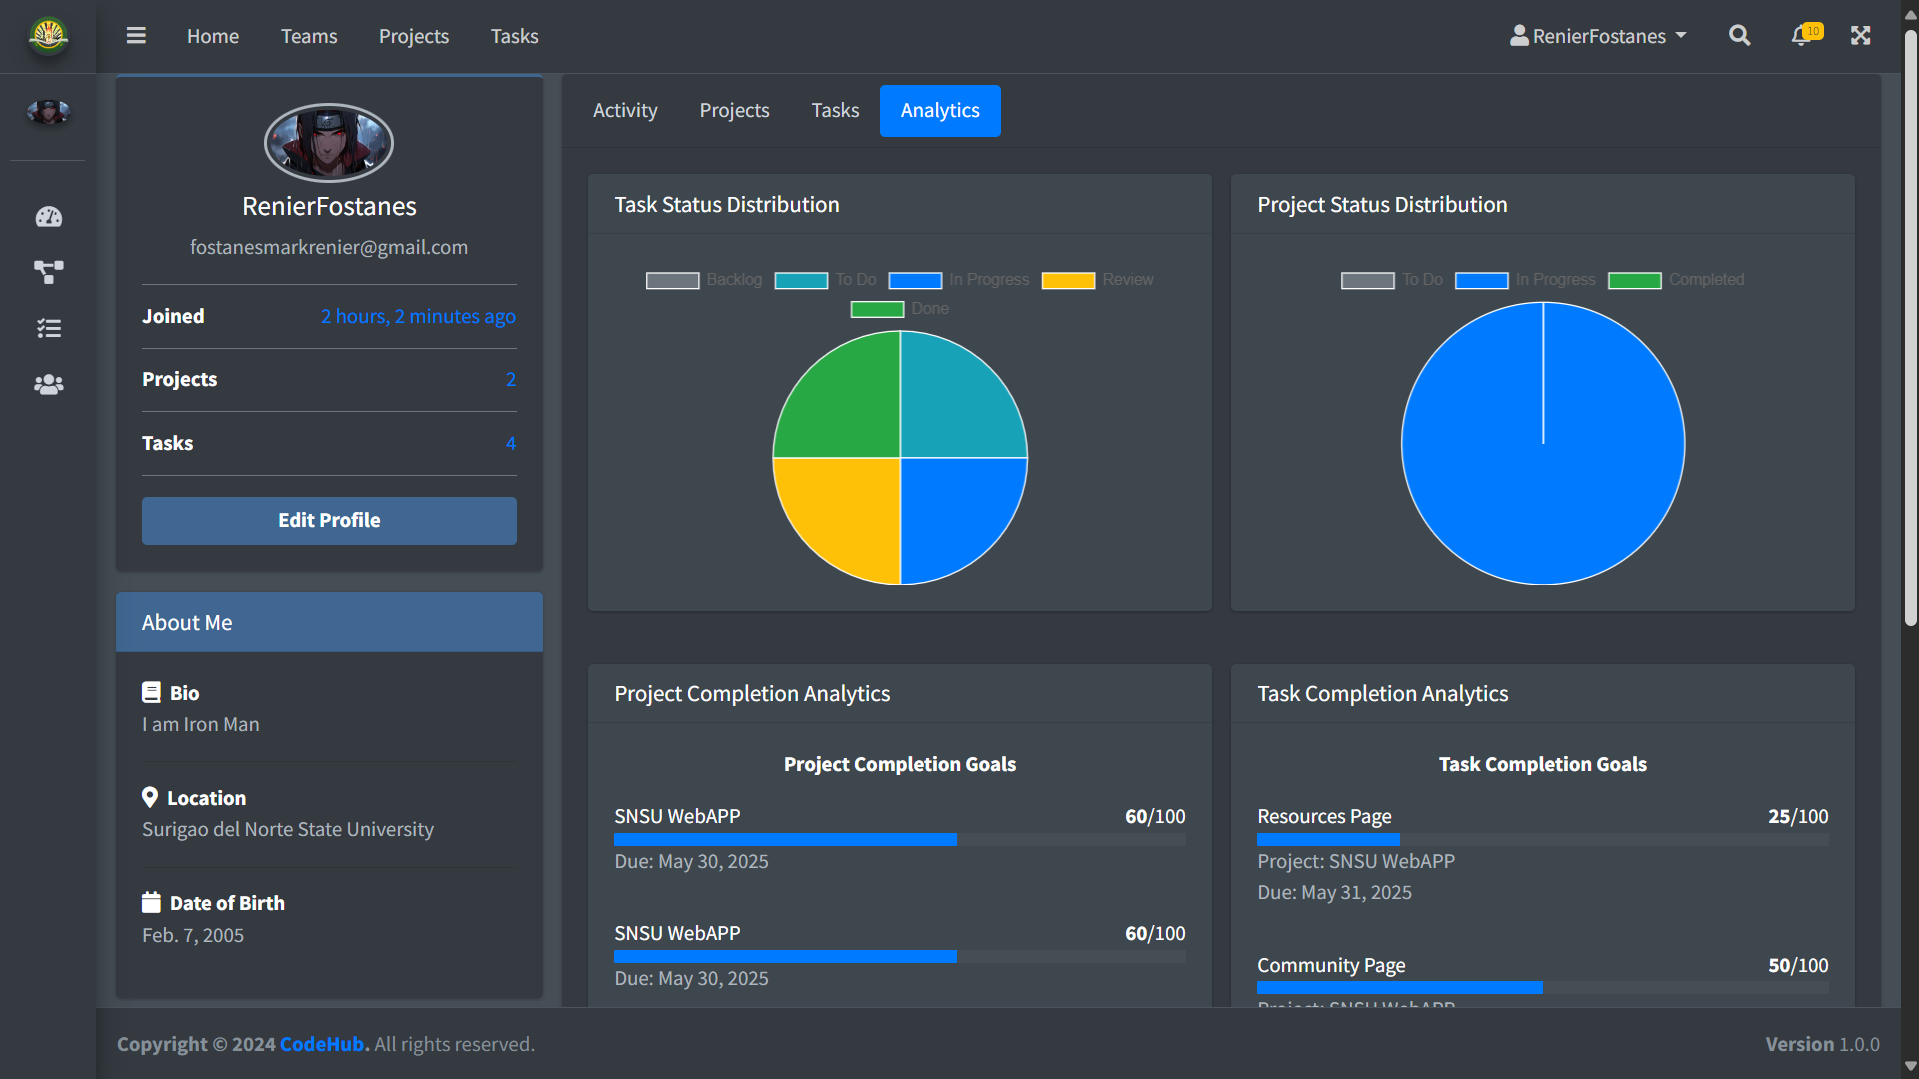 Home Teams Projects Tasks
RenierFostanes
10
RenierFostanes
fostanesmarkrenier@gmail.com
Joined 2 hours, 2 minutes ago
Projects 2
Tasks 4
Edit Profile
About Me
Bio
I am Iron Man
Location
Surigao del Norte State University
Date of Birth
Feb. 7, 2005
Activity Projects Tasks Analytics
Task Status Distribution
Backlog To Do In Progress Review
Done
Project Status Distribution
To Do In Progress Completed
Project Completion Analytics
Project Completion Goals
SNSU WebAPP 60/100
Due: May 30, 2025
SNSU WebAPP 60/100
Due: May 30, 2025
Task Completion Analytics
Task Completion Goals
Resources Page 25/100
Project: SNSU WebAPP
Due: May 31, 2025
Community Page 50/100
Project: SNSU WebAPP
Copyright © 2024 CodeHub. All rights reserved.
Version 1.0.0